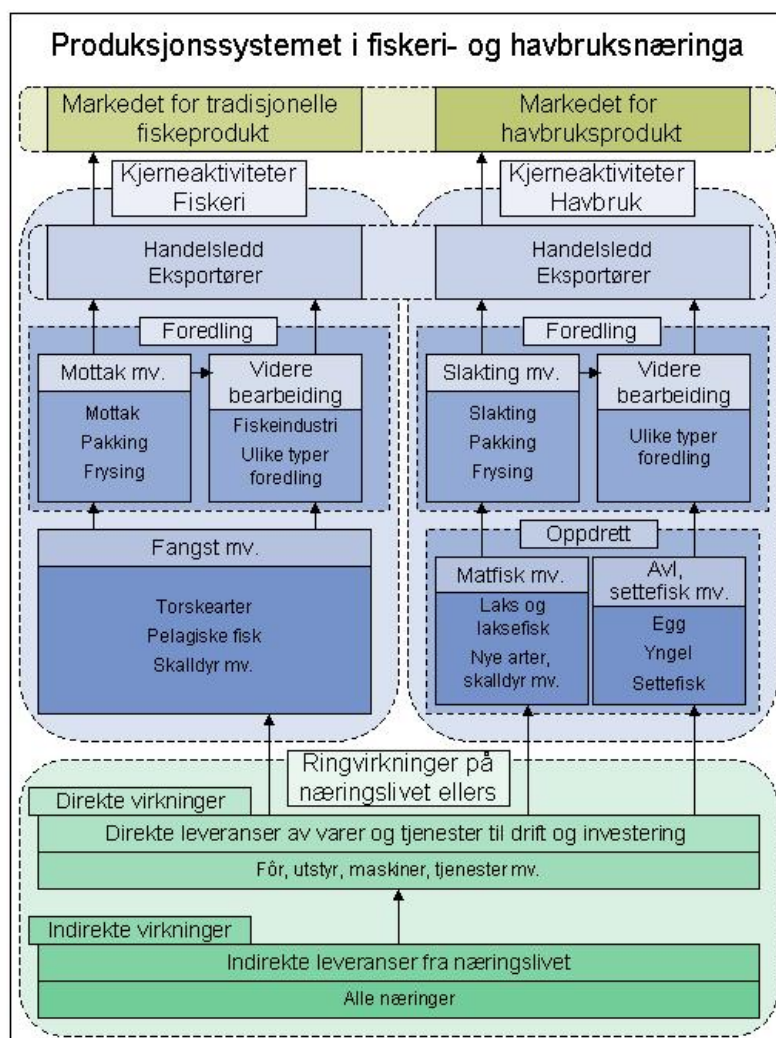 Produksjonssystemet i fiskeri- og havbruksnæringa
Markedet for tradisjonelle
fiskeprodukt
Markedet for
havbruksprodukt
Kjerneaktiviteter
Fiskeri
Kjerneaktiviteter
Havbruk
Handelsledd
Eksportører
Handelsledd
Eksportører
Foredling
Mottak mv.
Mottak
Pakking
Frysing
Videre
bearbeiding
Fiskeindustri
Ulike typer
foredling
Foredling
Slakting mv.
Slakting
Pakking
Frysing
Videre
bearbeiding
Ulike typer
foredling
Fangst mv.
Torskearter
Pelagiske fisk
Skalldyr mv.
Oppdrett
Matfisk mv.
Laks og
laksefisk
Nye arter,
skalldyr mv.
Avl,
settefisk mv.
Egg
Yngel
Settefisk
Ringvirkninger på
næringslivet ellers
Direkte virkninger
Direkte leveranser av varer og tjenester til drift og investering
Fôr, utstyr, maskiner, tjenester mv.
Indirekte virkninger
Indirekte leveranser fra næringslivet
Alle næringer